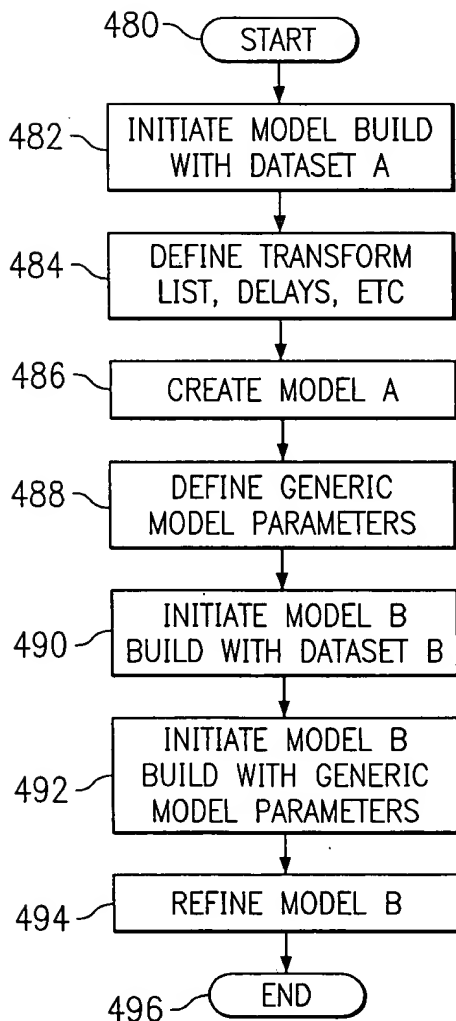 480
START
482
INITIATE MODEL BUILD
WITH DATASET A
484
DEFINE TRANSFORM
LIST, DELAYS, ETC
486
CREATE MODEL A
488
DEFINE GENERIC
MODEL PARAMETERS
490
INITIATE MODEL B
BUILD WITH DATASET B
492
INITIATE MODEL B
BUILD WITH GENERIC
MODEL PARAMETERS
494
REFINE MODEL B
496
END